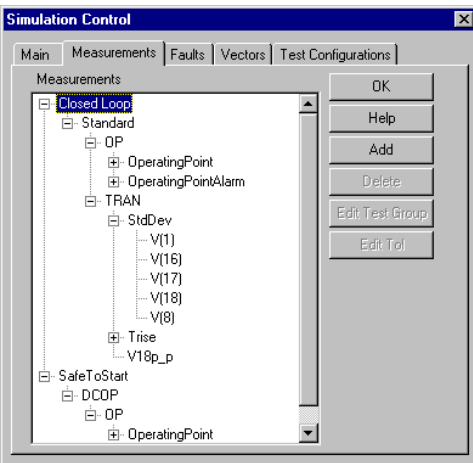 Simulation Control
Main Measurements Faults Vectors Test Configurations
Measurements
Closed Loop
Standard
OP
OperatingPoint
OperatingPointAlarm
TRAN
StdDev
V(1)
V(16)
V(17)
V(18)
V(8)
Trise
V18p_p
SafeToStart
DCOP
OP
OperatingPoint
OK
Help
Add
Delete
Edit Test Group
Edit Tol